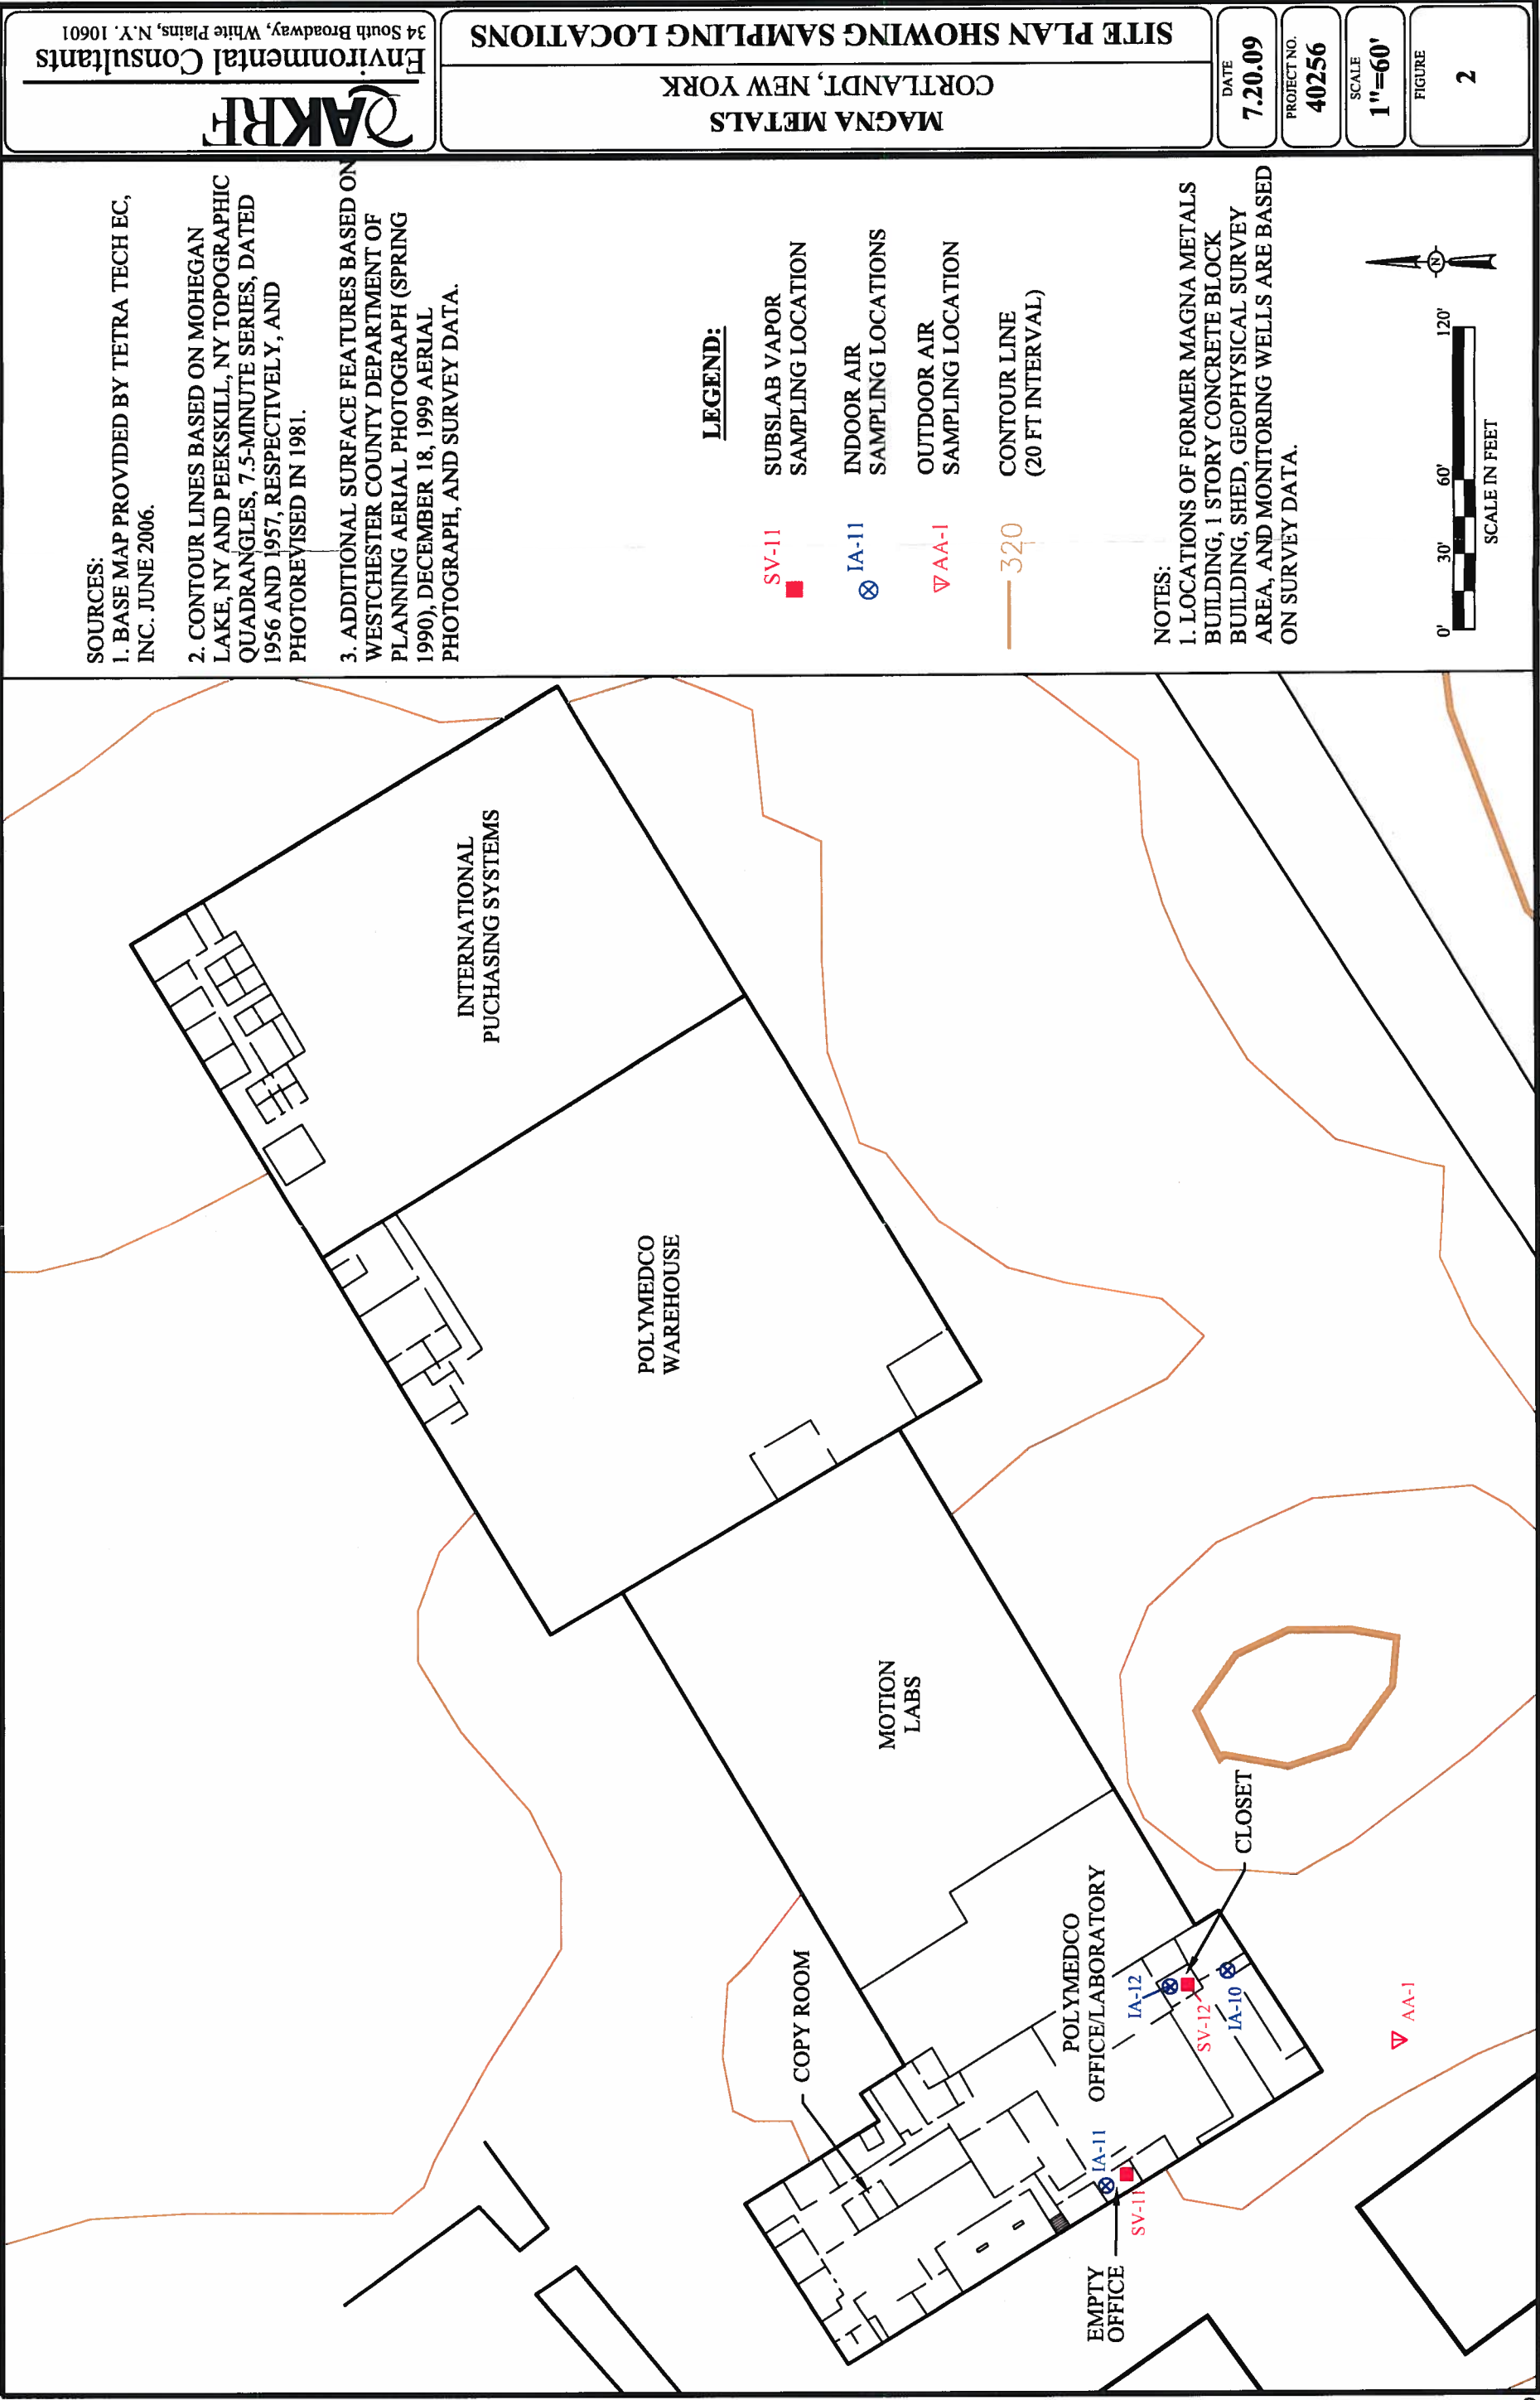 SOURCES:
1. BASE MAP PROVIDED BY TETRA TECH EC,
INC. JUNE 2006.
2. CONTOUR LINES BASED ON MOHEGAN
LAKE, NY AND PEEKSKILL, NY TOPOGRAPHIC
QUADRANGLES, 7.5-MINUTE SERIES, DATED
1956 AND 1957, RESPECTIVELY, AND
PHOTOREVISED IN 1981.
3. ADDITIONAL SURFACE FEATURES BASED ON
WESTCHESTER COUNTY DEPARTMENT OF
PLANNING AERIAL PHOTOGRAPH (SPRING
1990), DECEMBER 18, 1999 AERIAL
PHOTOGRAPH, AND SURVEY DATA.
LEGEND:
SV-11
SUBSLAB VAPOR
SAMPLING LOCATION
IA-11
INDOOR AIR
SAMPLING LOCATIONS
AA-1
OUTDOOR AIR
SAMPLING LOCATION
320
CONTOUR LINE
(20 FT INTERVAL)
NOTES:
1. LOCATIONS OF FORMER MAGNA METALS
BUILDING, 1 STORY CONCRETE BLOCK
BUILDING, SHED, GEOPHYSICAL SURVEY
AREA, AND MONITORING WELLS ARE BASED
ON SURVEY DATA.
0' 30' 60' 120'
SCALE IN FEET
N
INTERNATIONAL
PUCHASING SYSTEMS
POLYMEDCO
WAREHOUSE
MOTION
LABS
COPY ROOM
POLYMEDCO
OFFICE/LABORATORY
CLOSET
IA-12
SV-12
IA-10
IA-11
SV-11
EMPTY
OFFICE
AA-1
AKRF
Environmental Consultants
34 South Broadway, White Plains, N.Y. 10601
MAGNA METALS
CORTLANDT, NEW YORK
SITE PLAN SHOWING SAMPLING LOCATIONS
DATE
7.20.09
PROJECT NO.
40256
SCALE
1"=60'
FIGURE
2